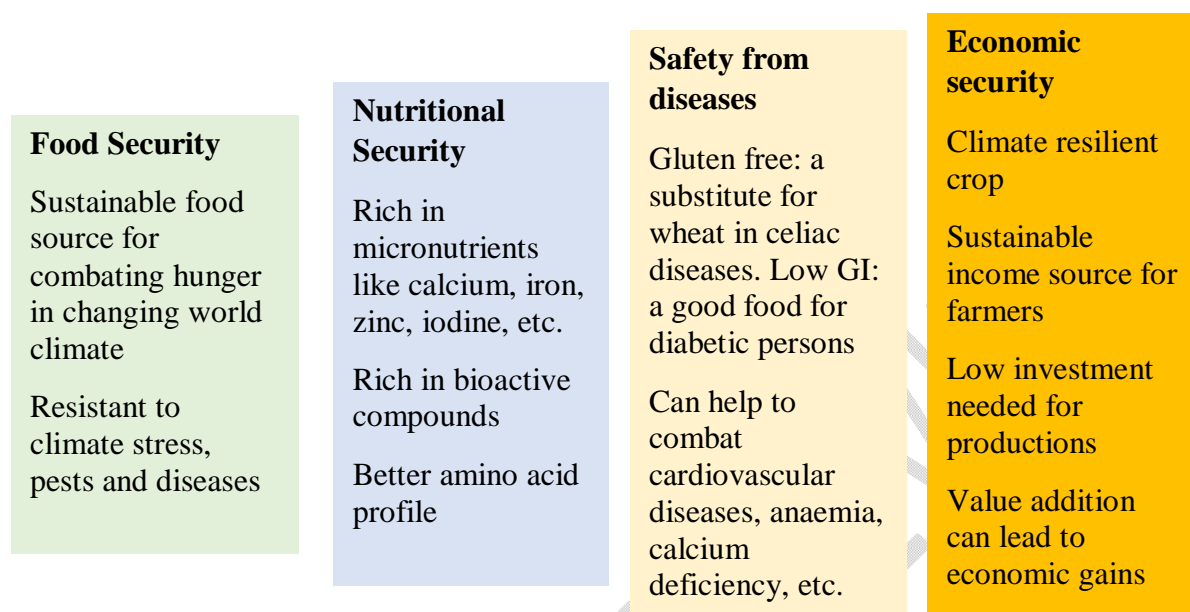 Food Security
Sustainable food
source for
combating hunger
in changing world
climate
Resistant to
climate stress,
pests and diseases
Nutritional
Security
Rich in
micronutrients
like calcium, iron,
zinc, iodine, etc.
Rich in bioactive
compounds
Better amino acid
profile
Safety from
diseases
Gluten free: a
substitute for
wheat in celiac
diseases. Low GI:
a good food for
diabetic persons
Can help to
combat
cardiovascular
diseases, anaemia,
calcium
deficiency, etc.
Economic
security
Climate resilient
crop
Sustainable
income source for
farmers
Low investment
needed for
productions
Value addition
can lead to
economic gains